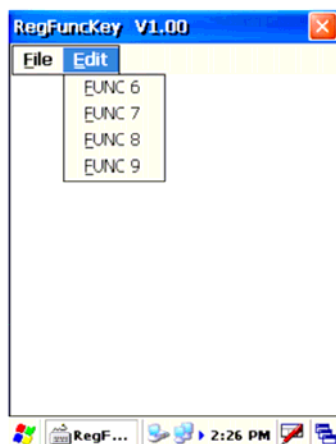 RegFuncKey V1.00
File Edit
FUNC 6
FUNC 7
FUNC 8
FUNC 9
RegF... 2:26 PM